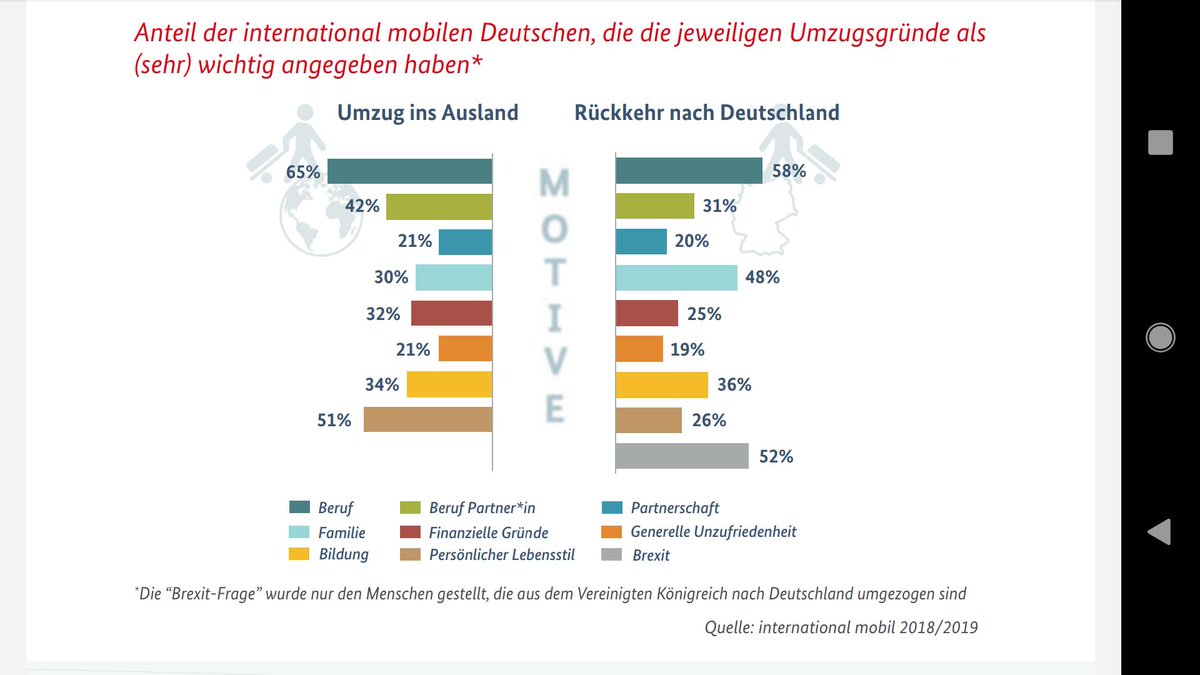 Anteil der international mobilen Deutschen, die die jeweiligen Umzugsgründe als
(sehr) wichtig angegeben haben*
Umzug ins Ausland
Rückkehr nach Deutschland
MOTIVE
65% 58%
42% 31%
21% 20%
30% 48%
32% 25%
21% 19%
34% 36%
51% 26%
52%
Beruf Beruf Partner*in Partnerschaft
Familie Finanzielle Gründe Generelle Unzufriedenheit
Bildung Persönlicher Lebensstil Brexit
*Die “Brexit-Frage” wurde nur den Menschen gestellt, die aus dem Vereinigten Königreich nach Deutschland umgezogen sind
Quelle: international mobil 2018/2019